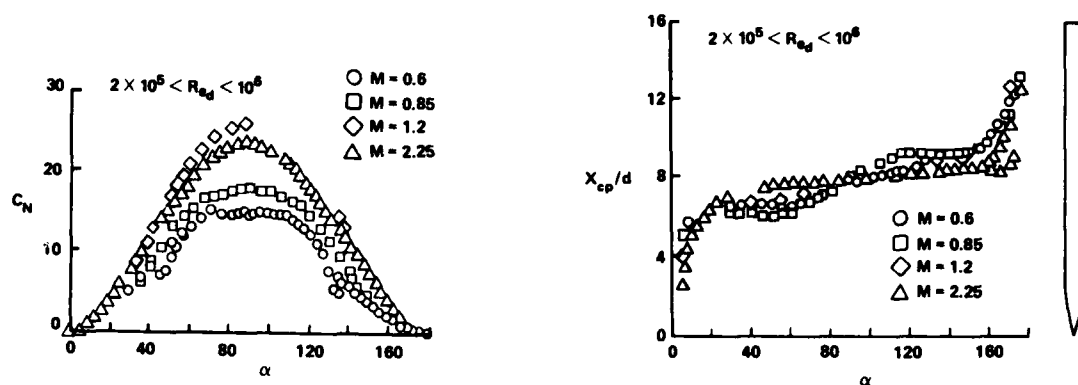 2 × 10⁵ < Rₑd < 10⁶
M = 0.6
M = 0.85
M = 1.2
M = 2.25
30
20
C_N
10
0
0 40 80 120 160
α
2 × 10⁵ < Rₑd < 10⁶
16
12
X_cp/d
8
4
0
M = 0.6
M = 0.85
M = 1.2
M = 2.25
0 40 80 120 160
α